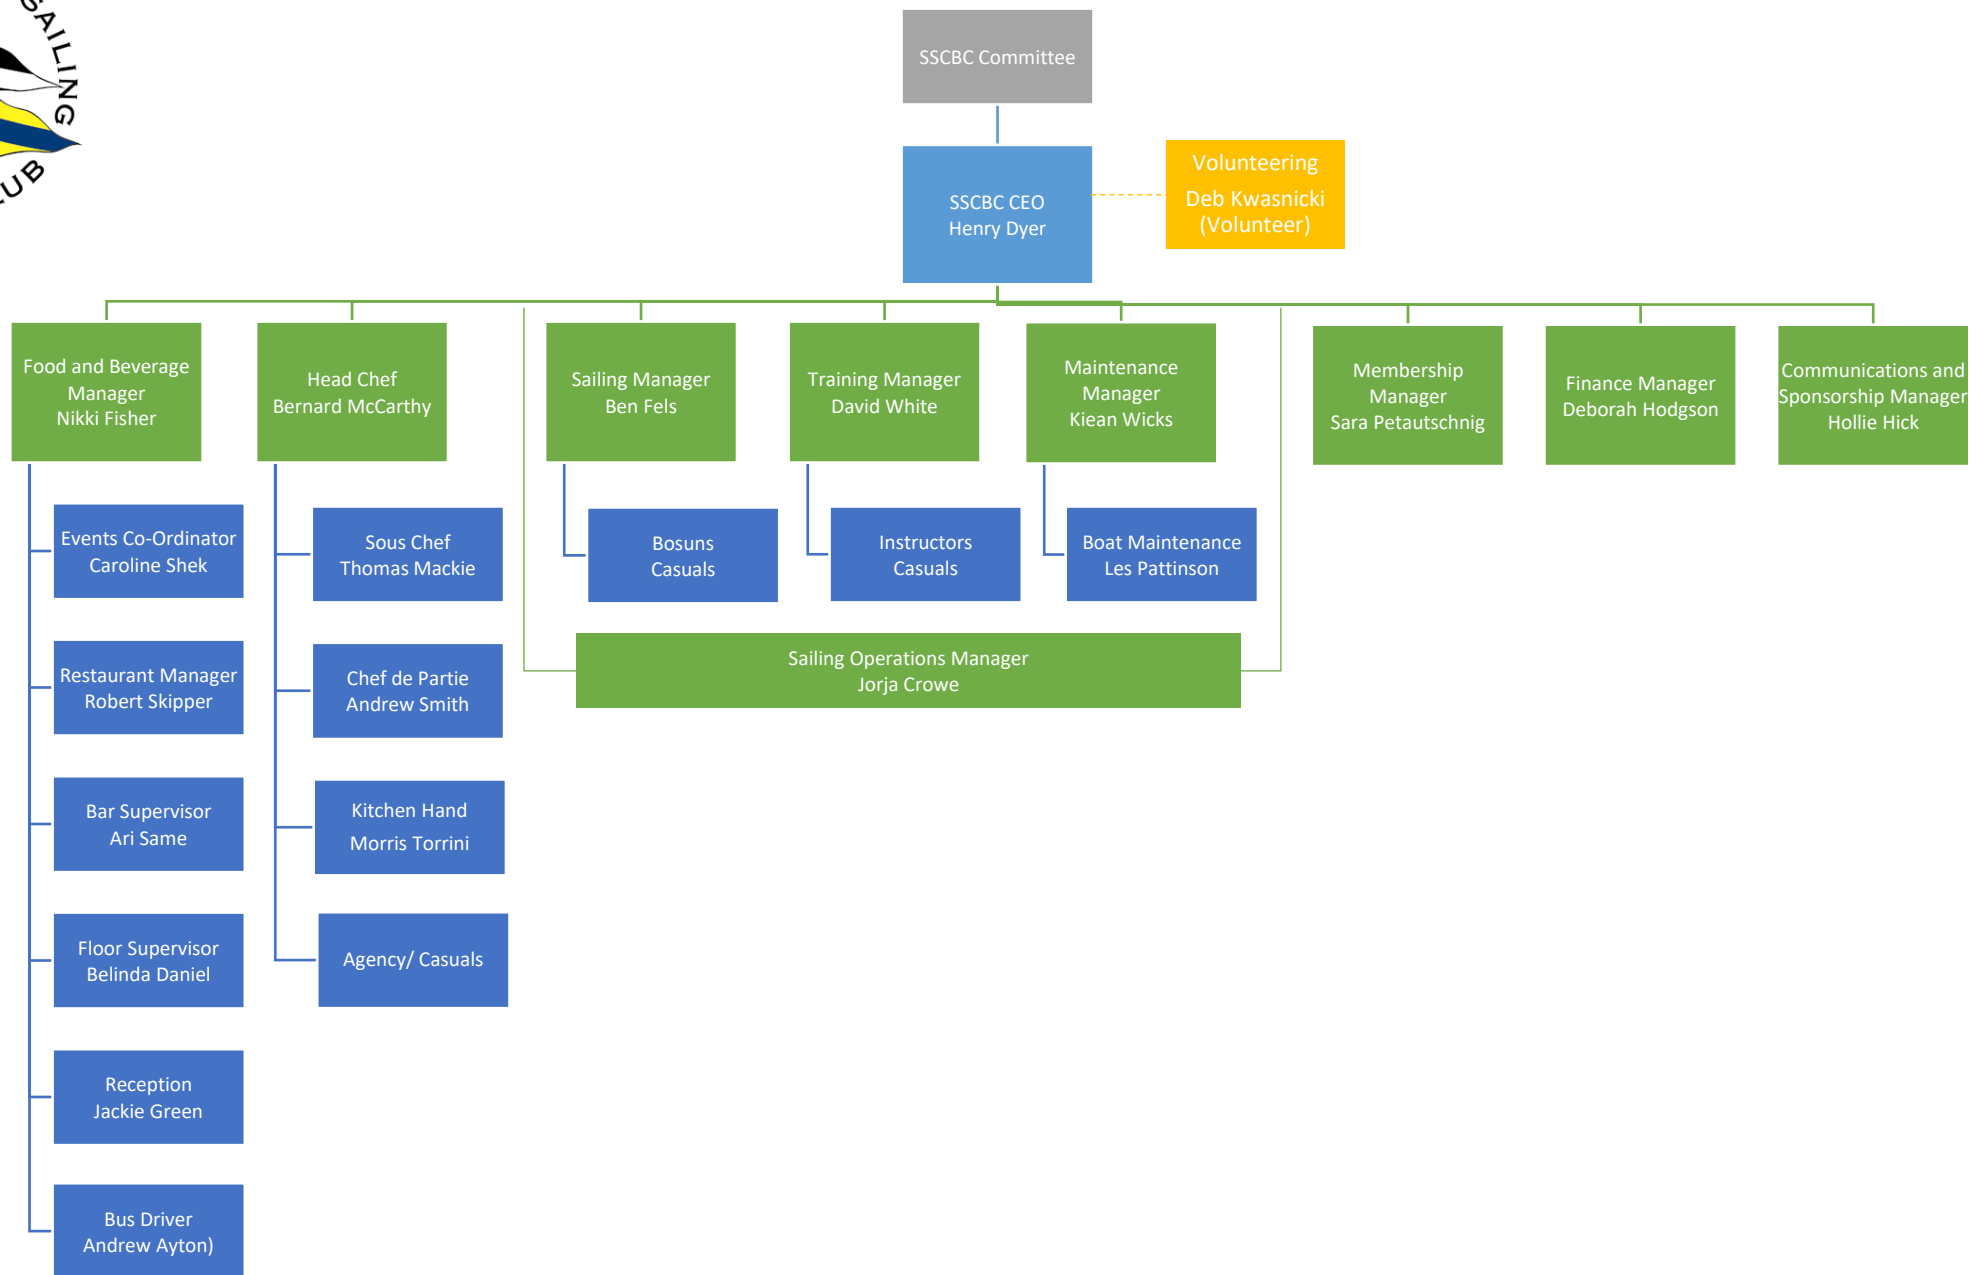 SAILING
SSCBC Committee
SSCBC CEO
Henry Dyer
Volunteering
Deb Kwasnicki
(Volunteer)
Food and Beverage
Manager
Nikki Fisher
Head Chef
Bernard McCarthy
Sailing Manager
Ben Fels
Training Manager
David White
Maintenance
Manager
Kiean Wicks
Membership
Manager
Sara Petautschnig
Finance Manager
Deborah Hodgson
Communications and
Sponsorship Manager
Hollie Hick
Events Co-Ordinator
Caroline Shek
Restaurant Manager
Robert Skipper
Bar Supervisor
Ari Same
Floor Supervisor
Belinda Daniel
Reception
Jackie Green
Bus Driver
Andrew Ayton)
Sous Chef
Thomas Mackie
Chef de Partie
Andrew Smith
Kitchen Hand
Morris Torrini
Agency/ Casuals
Bosuns
Casuals
Instructors
Casuals
Boat Maintenance
Les Pattinson
Sailing Operations Manager
Jorja Crowe